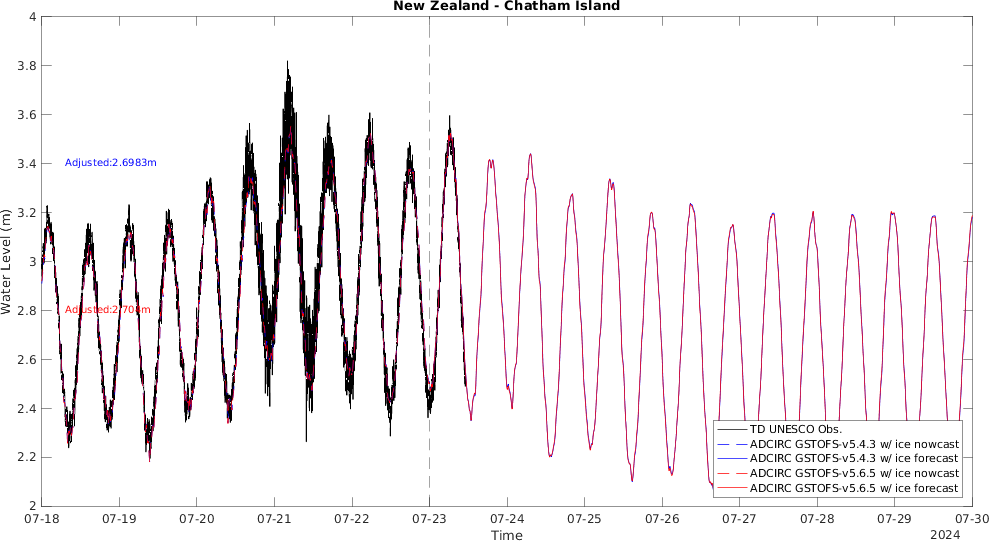 New Zealand - Chatham Island
4
3.8
3.6
3.4
3.2
3
2.8
2.6
2.4
2.2
2
Water Level (m)
Adjusted:2.6983m
Adjusted:2.708m
TD UNESCO Obs.
ADCIRC GSTOFS-v5.4.3 w/ ice nowcast
ADCIRC GSTOFS-v5.4.3 w/ ice forecast
ADCIRC GSTOFS-v5.6.5 w/ ice nowcast
ADCIRC GSTOFS-v5.6.5 w/ ice forecast
07-18 07-19 07-20 07-21 07-22 07-23 07-24 07-25 07-26 07-27 07-28 07-29 07-30
Time
2024